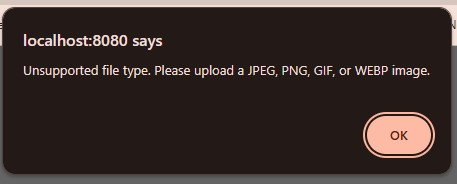 localhost:8080 says
Unsupported file type. Please upload a JPEG, PNG, GIF, or WEBP image.
OK